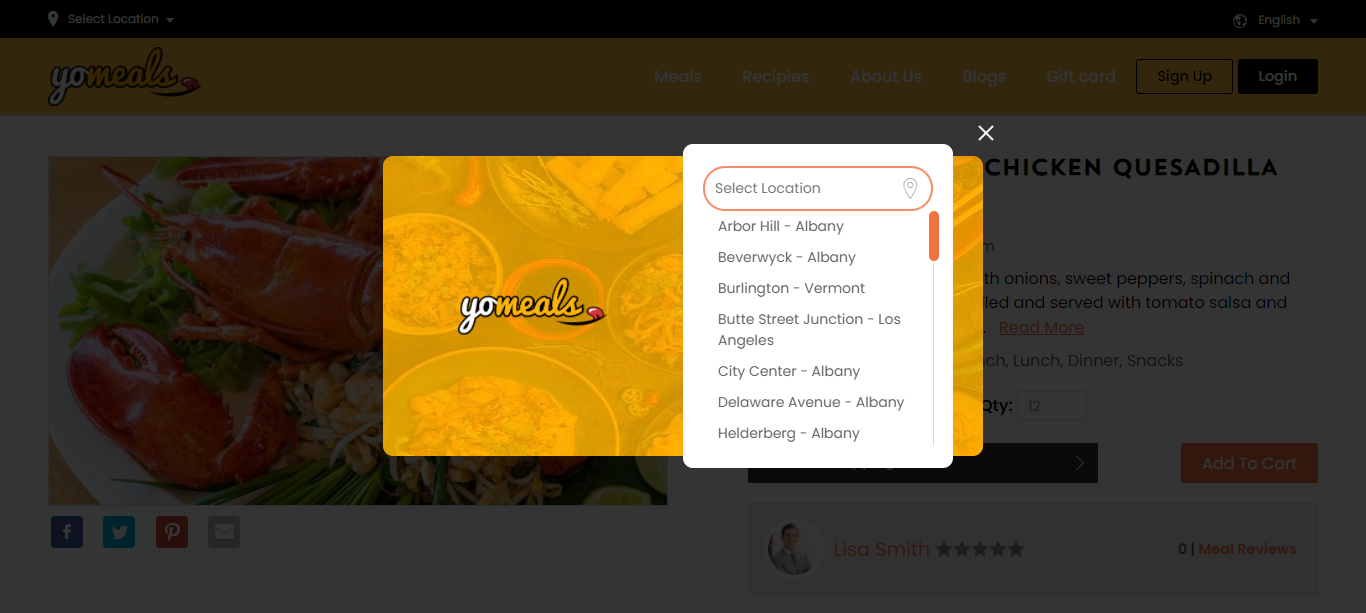 Select Location
English
yomeals
Meals
Recipies
About Us
Blogs
Gift card
Sign Up
Login
CHICKEN QUESADILLA
yomeals
Select Location
Arbor Hill - Albany
Beverwyck - Albany
Burlington - Vermont
Butte Street Junction - Los
Angeles
City Center - Albany
Delaware Avenue - Albany
Helderberg - Albany
onions, sweet peppers, spinach and
and served with tomato salsa and
Read More
Lunch, Dinner, Snacks
Qty: 12
Add To Cart
Lisa Smith
0 | Meal Reviews